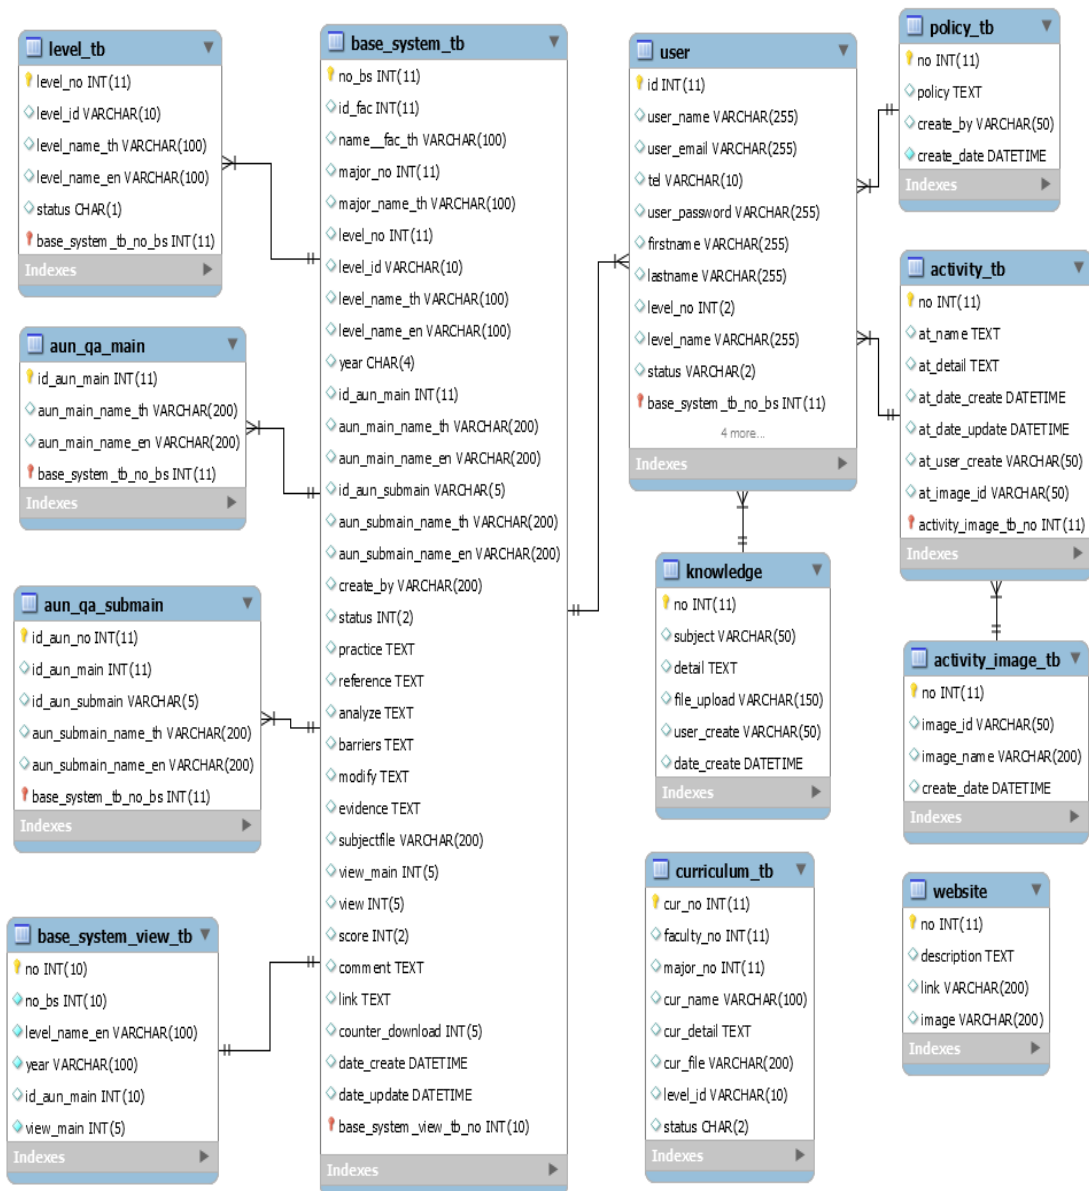 level_tb
level_no INT(11)
level_id VARCHAR(10)
level_name_th VARCHAR(100)
level_name_en VARCHAR(100)
status CHAR(1)
base_system_tb_no_bs INT(11)
Indexes
aun_qa_main
id_aun_main INT(11)
aun_main_name_th VARCHAR(200)
aun_main_name_en VARCHAR(200)
base_system_tb_no_bs INT(11)
Indexes
aun_qa_submain
id_aun_no INT(11)
id_aun_main INT(11)
id_aun_submain VARCHAR(5)
aun_submain_name_th VARCHAR(200)
aun_submain_name_en VARCHAR(200)
base_system_tb_no_bs INT(11)
Indexes
base_system_view_tb
no INT(10)
no_bs INT(10)
level_name_en VARCHAR(100)
year VARCHAR(100)
id_aun_main INT(10)
view_main INT(5)
Indexes
base_system_tb
no_bs INT(11)
id_fac INT(11)
name__fac_th VARCHAR(100)
major_no INT(11)
major_name_th VARCHAR(100)
level_no INT(11)
level_id VARCHAR(10)
level_name_th VARCHAR(100)
level_name_en VARCHAR(100)
year CHAR(4)
id_aun_main INT(11)
aun_main_name_th VARCHAR(200)
aun_main_name_en VARCHAR(200)
id_aun_submain VARCHAR(5)
aun_submain_name_th VARCHAR(200)
aun_submain_name_en VARCHAR(200)
create_by VARCHAR(200)
status INT(2)
practice TEXT
reference TEXT
analyze TEXT
barriers TEXT
modify TEXT
evidence TEXT
subjectfile VARCHAR(200)
view_main INT(5)
view INT(5)
score INT(2)
comment TEXT
link TEXT
counter_download INT(5)
date_create DATETIME
date_update DATETIME
base_system_view_tb_no INT(10)
Indexes
user
id INT(11)
user_name VARCHAR(255)
user_email VARCHAR(255)
tel VARCHAR(10)
user_password VARCHAR(255)
firstname VARCHAR(255)
lastname VARCHAR(255)
level_no INT(2)
level_name VARCHAR(255)
status VARCHAR(2)
base_system_tb_no_bs INT(11)
4 more...
Indexes
knowledge
no INT(11)
subject VARCHAR(50)
detail TEXT
file_upload VARCHAR(150)
user_create VARCHAR(50)
date_create DATETIME
Indexes
curriculum_tb
cur_no INT(11)
faculty_no INT(11)
major_no INT(11)
cur_name VARCHAR(100)
cur_detail TEXT
cur_file VARCHAR(200)
level_id VARCHAR(10)
status CHAR(2)
Indexes
policy_tb
no INT(11)
policy TEXT
create_by VARCHAR(50)
create_date DATETIME
Indexes
activity_tb
no INT(11)
at_name TEXT
at_detail TEXT
at_date_create DATETIME
at_date_update DATETIME
at_user_create VARCHAR(50)
at_image_id VARCHAR(50)
activity_image_tb_no INT(11)
Indexes
activity_image_tb
no INT(11)
image_id VARCHAR(50)
image_name VARCHAR(200)
create_date DATETIME
Indexes
website
no INT(11)
description TEXT
link VARCHAR(200)
image VARCHAR(200)
Indexes